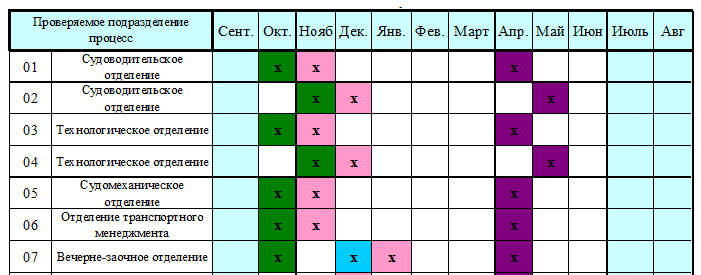 Проверяемое подразделение
процесс
Сент. Окт. Нояб Дек. Янв. Фев. Март Апр. Май Июн Июль Авг
01 Судоводительское
отделение x x x
02 Судоводительское
отделение x x x
03 Технологическое отделение x x x
04 Технологическое отделение x x x
05 Судомеханическое
отделение x x x
06 Отделение транспортного
менеджмента x x x
07 Вечерне-заочное отделение x x x x